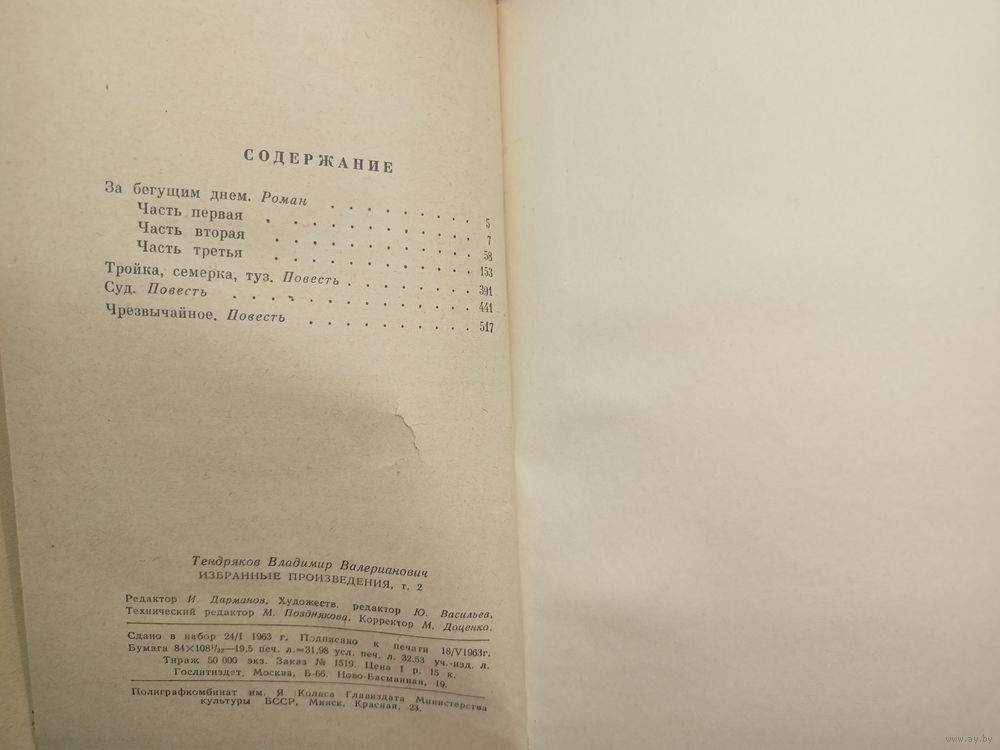 СОДЕРЖАНИЕ
За бегущим днем. Роман . . . . . . . . 5
Часть первая . . . . . . . . . . 7
Часть вторая . . . . . . . . . . 58
Часть третья . . . . . . . . . . 153
Тройка, семерка, туз. Повесть . . . . . . . 391
Суд. Повесть . . . . . . . . . . . . 441
Чрезвычайное. Повесть . . . . . . . . . 517
Тендряков Владимир Валерианович
ИЗБРАННЫЕ ПРОИЗВЕДЕНИЯ, т. 2
Редактор И. Дарманов. Художеств. редактор Ю. Васильев.
Технический редактор М. Позднякова. Корректор М. Доценко.
Сдано в набор 24/I 1963 г. Подписано к печати 18/V1963г.
Бумага 84×108¹/₃₂—19,5 печ. л.=31,98 усл. печ. л. 32,53 уч.-изд. л.
Тираж 50 000 экз. Заказ № 1519. Цена 1 р. 15 к.
Гослитиздат, Москва, Б-66. Ново-Басманная, 19.
Полиграфкомбинат им. Я. Коласа Главиздата Министерства
культуры БССР, Минск, Красная, 23.
www.ay.by